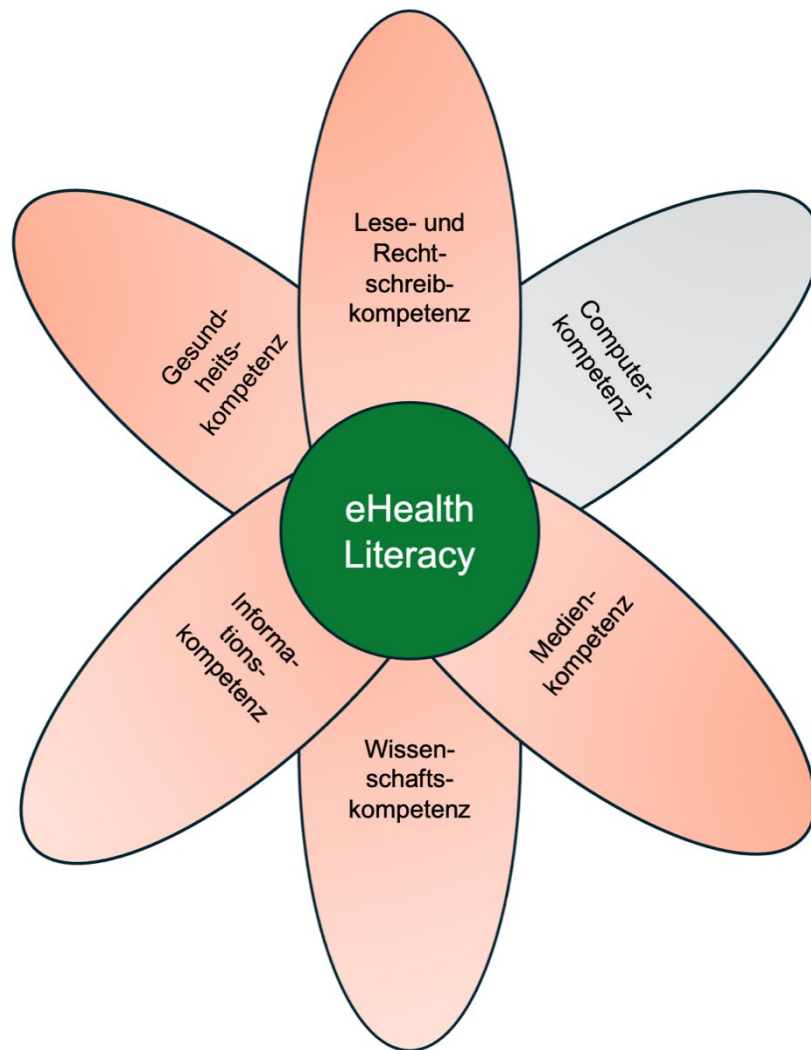 Lese- und
Recht-
schreib-
kompetenz
Computer-
kompetenz
Gesund-
heits-
kompetenz
eHealth
Literacy
Informa-
tions-
kompetenz
Medien-
kompetenz
Wissen-
schafts-
kompetenz